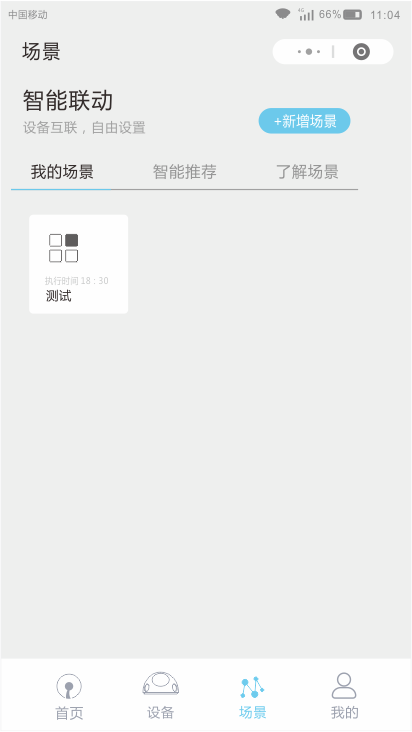 中国移动 4G 66% 11:04
场景
智能联动
设备互联，自由设置
+新增场景
我的场景 智能推荐 了解场景
执行时间 18：30
测试
首页 设备 场景 我的